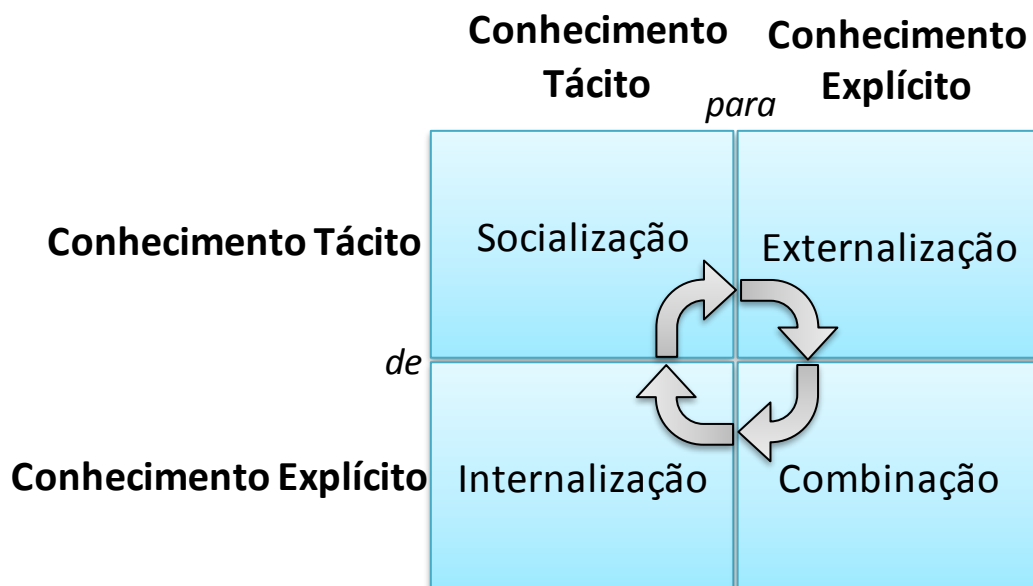 Conhecimento
Tácito
Conhecimento
Explícito
para
Conhecimento Tácito
Socialização
Externalização
de
Conhecimento Explícito
Internalização
Combinação